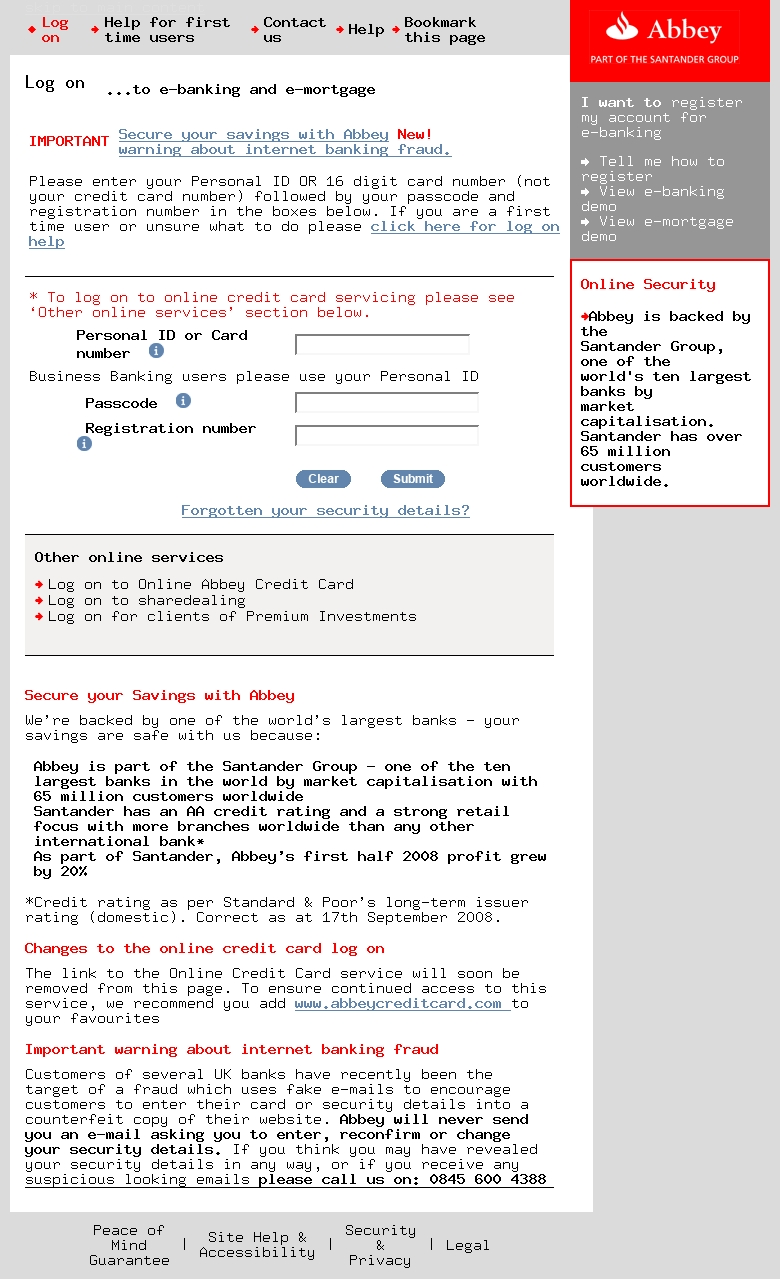 Log on
Help for first time users
Contact us
Help
Bookmark this page
Abbey
PART OF THE SANTANDER GROUP
Log on ...to e-banking and e-mortgage
IMPORTANT Secure your savings with Abbey New!
warning about internet banking fraud.
Please enter your Personal ID OR 16 digit card number (not
your credit card number) followed by your passcode and
registration number in the boxes below. If you are a first
time user or unsure what to do please click here for log on
help
* To log on to online credit card servicing please see
‘Other online services’ section below.
Personal ID or Card
number i
Business Banking users please use your Personal ID
Passcode i
Registration number
i
Clear Submit
Forgotten your security details?
Other online services
Log on to Online Abbey Credit Card
Log on to sharedealing
Log on for clients of Premium Investments
Secure your Savings with Abbey
We’re backed by one of the world’s largest banks – your
savings are safe with us because:
Abbey is part of the Santander Group – one of the ten
largest banks in the world by market capitalisation with
65 million customers worldwide
Santander has an AA credit rating and a strong retail
focus with more branches worldwide than any other
international bank*
As part of Santander, Abbey’s first half 2008 profit grew
by 20%
*Credit rating as per Standard & Poor’s long-term issuer
rating (domestic). Correct as at 17th September 2008.
Changes to the online credit card log on
The link to the Online Credit Card service will soon be
removed from this page. To ensure continued access to this
service, we recommend you add www.abbeycreditcard.com to
your favourites
Important warning about internet banking fraud
Customers of several UK banks have recently been the
target of a fraud which uses fake e-mails to encourage
customers to enter their card or security details into a
counterfeit copy of their website. Abbey will never send
you an e-mail asking you to enter, reconfirm or change
your security details. If you think you may have revealed
your security details in any way, or if you receive any
suspicious looking emails please call us on: 0845 600 4388
I want to register
my account for
e-banking
Tell me how to
register
View e-banking
demo
View e-mortgage
demo
Online Security
Abbey is backed by
the
Santander Group,
one of the
world's ten largest
banks by
market
capitalisation.
Santander has over
65 million
customers
worldwide.
Peace of
Mind
Guarantee
|
Site Help &
Accessibility
|
Security
&
Privacy
|
Legal